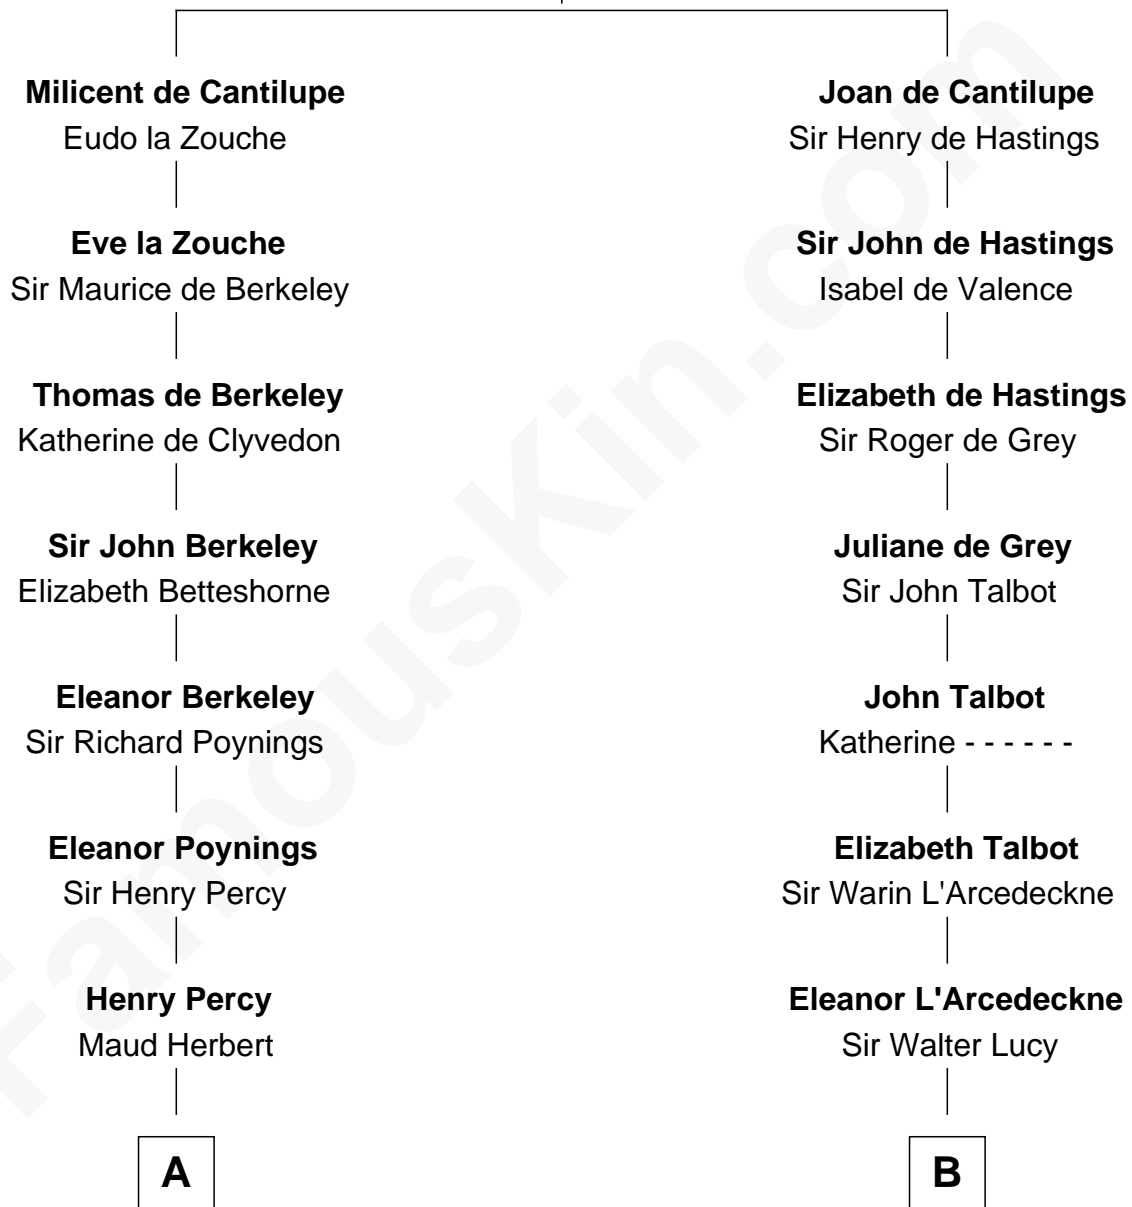 Milicent de Cantilupe
Eudo la Zouche
Eve la Zouche
Sir Maurice de Berkeley
Thomas de Berkeley
Katherine de Clyvedon
Sir John Berkeley
Elizabeth Betteshorne
Eleanor Berkeley
Sir Richard Poynings
Eleanor Poynings
Sir Henry Percy
Henry Percy
Maud Herbert
A
Joan de Cantilupe
Sir Henry de Hastings
Sir John de Hastings
Isabel de Valence
Elizabeth de Hastings
Sir Roger de Grey
Juliane de Grey
Sir John Talbot
John Talbot
Katherine - - - - - -
Elizabeth Talbot
Sir Warin L'Arcedeckne
Eleanor L'Arcedeckne
Sir Walter Lucy
B
FamousKin.com